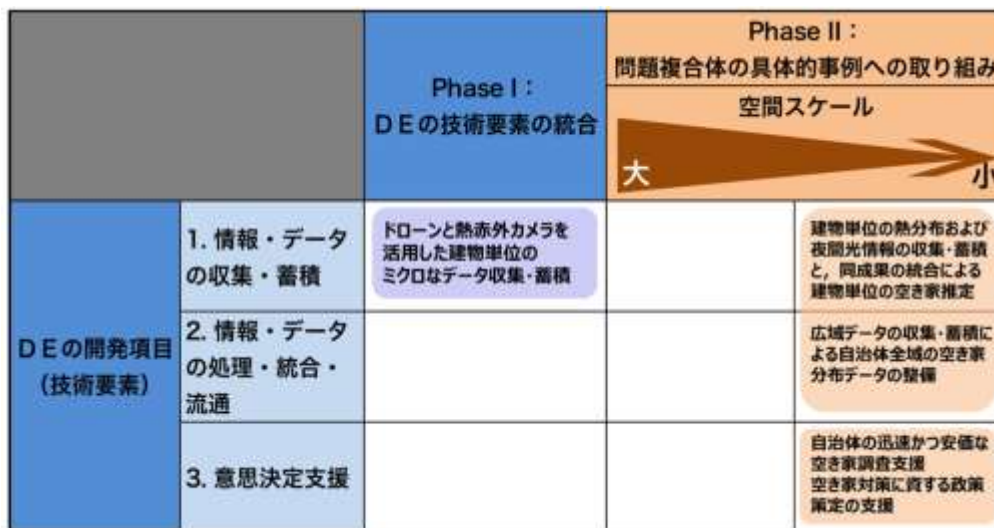 Phase I：
ＤＥの技術要素の統合
Phase II：
問題複合体の具体的事例への取り組み
空間スケール
大
小
ＤＥの開発項目
（技術要素）
1. 情報・データ
の収集・蓄積
ドローンと熱赤外カメラを
活用した建物単位の
ミクロなデータ収集・蓄積
建物単位の熱分布および
夜間光情報の収集・蓄積
と，同成果の統合による
建物単位の空き家推定
2. 情報・データ
の処理・統合・
流通
広域データの収集・蓄積に
よる自治体全域の空き家
分布データの整備
3. 意思決定支援
自治体の迅速かつ安価な
空き家調査支援
空き家対策に資する政策
策定の支援